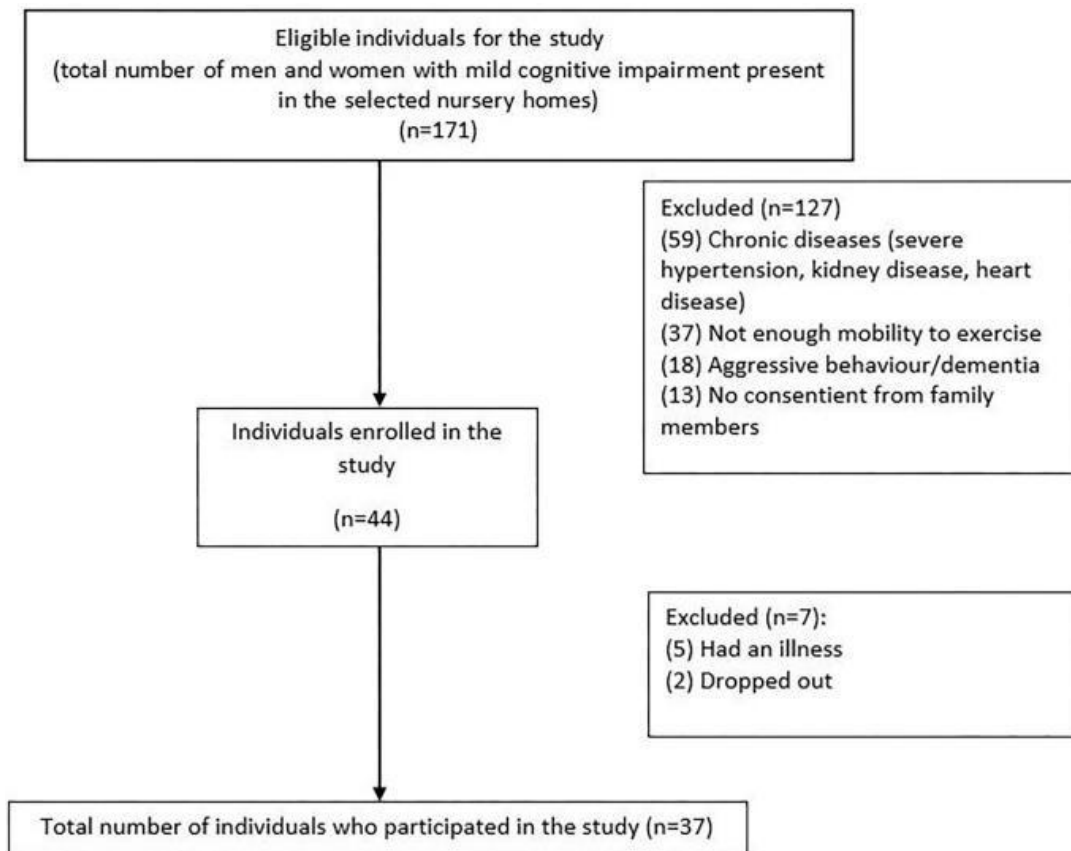 Eligible individuals for the study
(total number of men and women with mild cognitive impairment present
in the selected nursery homes)
(n=171)
Excluded (n=127)
(59) Chronic diseases (severe
hypertension, kidney disease, heart
disease)
(37) Not enough mobility to exercise
(18) Aggressive behaviour/dementia
(13) No consentient from family
members
Individuals enrolled in the
study
(n=44)
Excluded (n=7):
(5) Had an illness
(2) Dropped out
Total number of individuals who participated in the study (n=37)